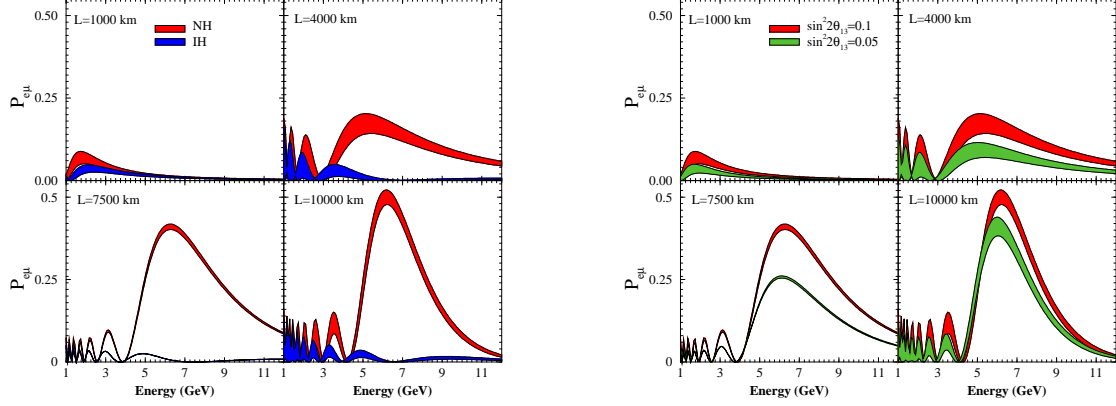 L=1000 km
NH
IH
L=4000 km
0.50
0.25
0.00
P_eμ
L=7500 km
L=10000 km
0.5
0.25
0
P_eμ
1 3 5 7 9 11 1 3 5 7 9 11
Energy (GeV) Energy (GeV)
L=1000 km
sin²2θ₁₃=0.1
sin²2θ₁₃=0.05
L=4000 km
0.50
0.25
0.00
P_eμ
L=7500 km
L=10000 km
0.5
0.25
0
P_eμ
1 3 5 7 9 11 1 3 5 7 9 11
Energy (GeV) Energy (GeV)